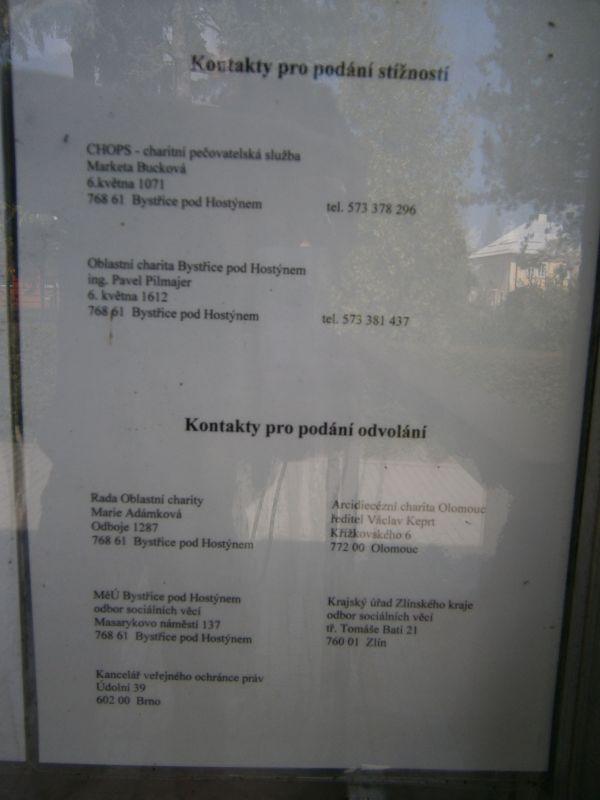 Kontakty pro podání stížností
CHOPS - charitní pečovatelská služba
Marketa Bucková
6.května 1071
768 61 Bystřice pod Hostýnem tel. 573 378 296
Oblastní charita Bystřice pod Hostýnem
ing. Pavel Pilmajer
6. května 1612
768 61 Bystřice pod Hostýnem tel. 573 381 437
Kontakty pro podání odvolání
Rada Oblastní charity
Marie Adámková
Odboje 1287
768 61 Bystřice pod Hostýnem
Arcidiecézní charita Olomouc
ředitel Václav Keprt
Křížkovského 6
772 00 Olomouc
MěÚ Bystřice pod Hostýnem
odbor sociálních věcí
Masarykovo náměstí 137
768 61 Bystřice pod Hostýnem
Krajský úřad Zlínského kraje
odbor sociálních věcí
tř. Tomáše Bati 21
760 01 Zlín
Kancelář veřejného ochránce práv
Údolní 39
602 00 Brno